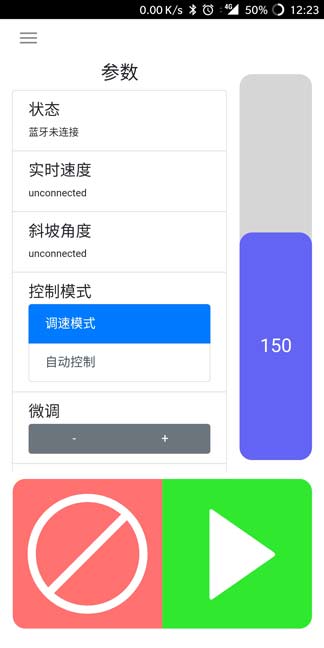 0.00 K/s 4G 50% 12:23
参数
状态
蓝牙未连接
实时速度
unconnected
斜坡角度
unconnected
控制模式
调速模式
自动控制
微调
- +
150